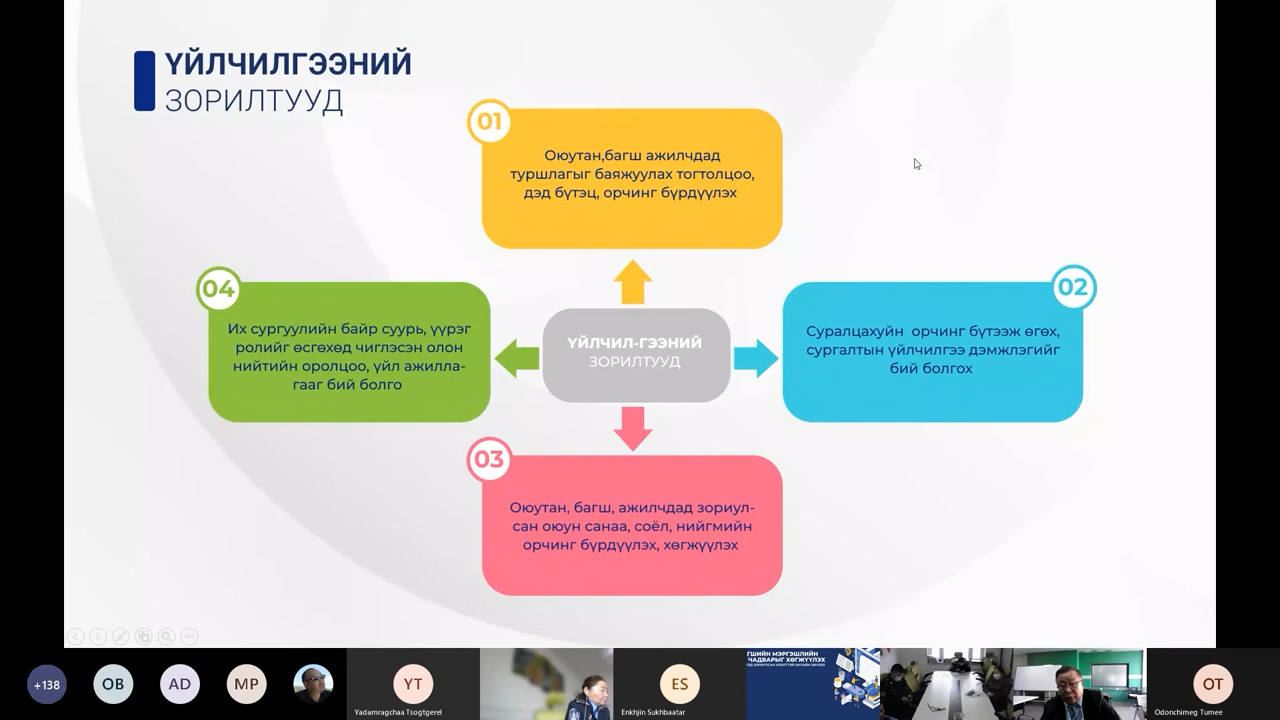 ҮЙЛЧИЛГЭЭНИЙ
ЗОРИЛТУУД
01
Оюутан,багш ажилчдад
туршлагыг баяжуулах тогтолцоо,
дэд бүтэц, орчинг бүрдүүлэх
04
Их сургуулийн байр суурь, үүрэг
ролийг өсгөхөд чиглэсэн олон
нийтийн оролцоо, үйл ажилла-
гааг бий болго
ҮЙЛЧИЛ-ГЭЭНИЙ
ЗОРИЛТУУД
02
Суралцахуйн орчинг бүтээж өгөх,
сургалтын үйлчилгээ дэмжлэгийг
бий болгох
03
Оюутан, багш, ажилчдад зориул-
сан оюун санаа, соёл, нийгмийн
орчинг бүрдүүлэх, хөгжүүлэх
+138
OB
AD
MP
YT
Yadamragchaa Tsogtgerel
ES
Enkhjin Sukhbaatar
ГШИЙН МЭРГЭШЛИЙН
ЧАДВАРЫГ ХӨГЖҮҮЛЭХ
OT
Odonchimeg Tumee